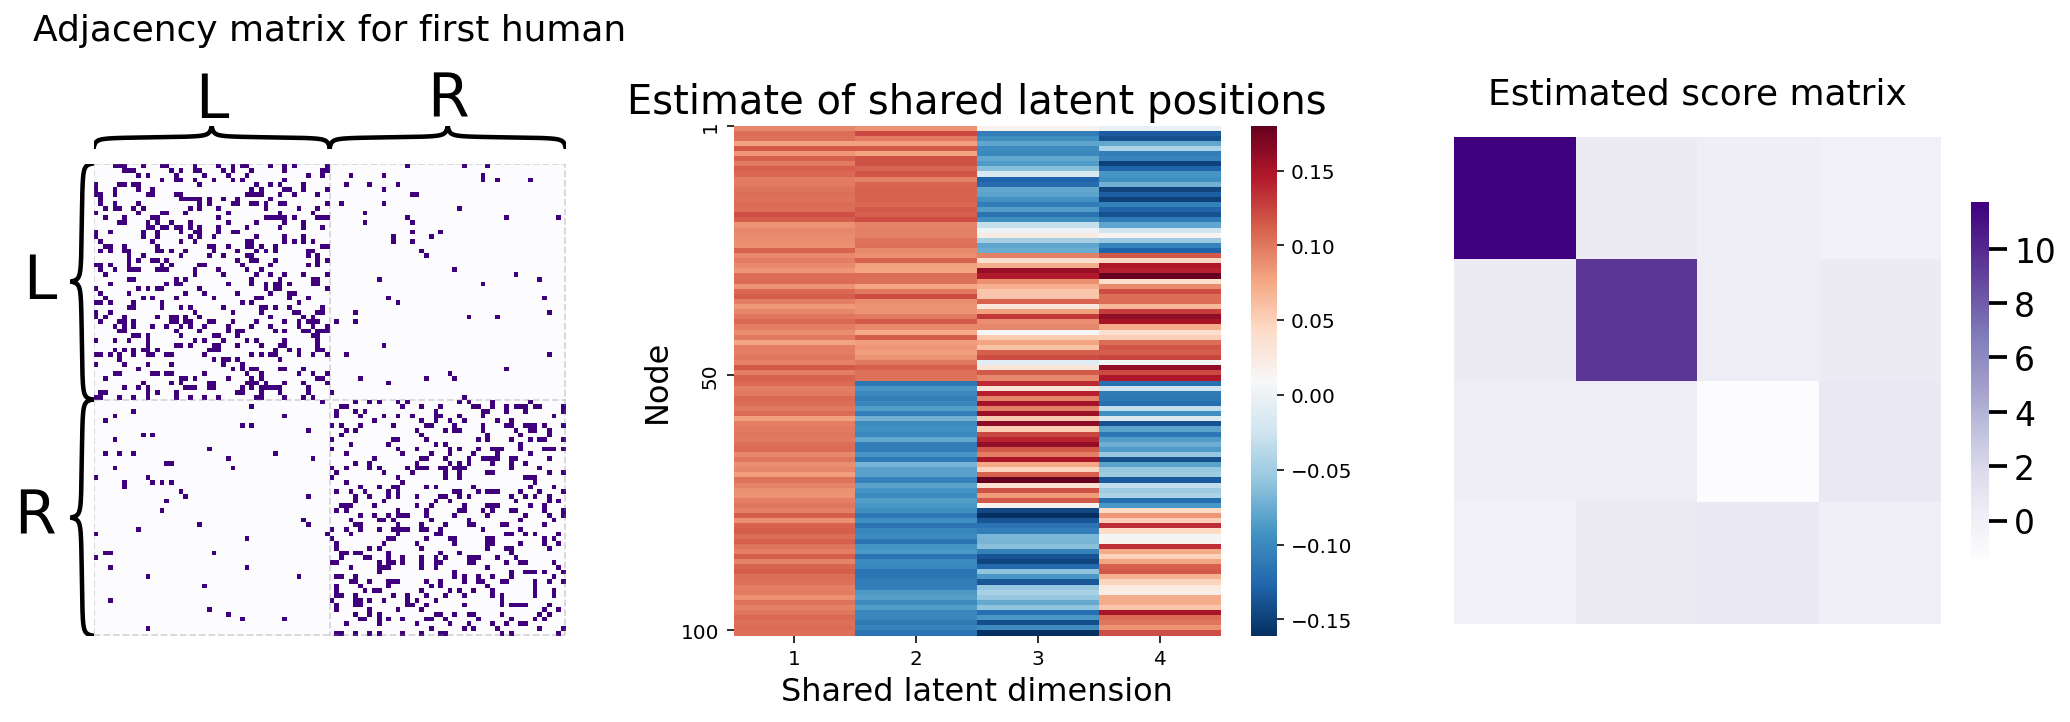 Adjacency matrix for first human
L
R
L
R
Estimate of shared latent positions
1
50
100
Node
1
2
3
4
Shared latent dimension
0.15
0.10
0.05
0.00
−0.05
−0.10
−0.15
Estimated score matrix
10
8
6
4
2
0